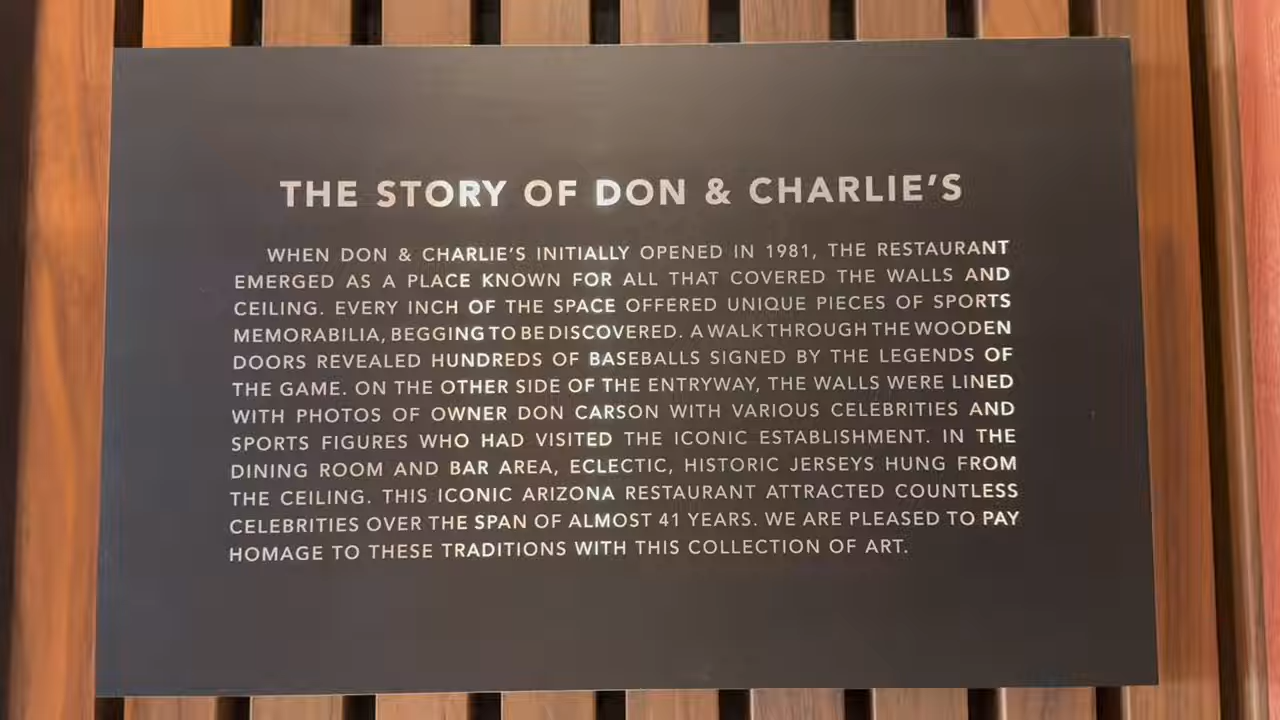 THE STORY OF DON & CHARLIE'S
WHEN DON & CHARLIE'S INITIALLY OPENED IN 1981, THE RESTAURANT
EMERGED AS A PLACE KNOWN FOR ALL THAT COVERED THE WALLS AND
CEILING. EVERY INCH OF THE SPACE OFFERED UNIQUE PIECES OF SPORTS
MEMORABILIA, BEGGING TO BE DISCOVERED. A WALK THROUGH THE WOODEN
DOORS REVEALED HUNDREDS OF BASEBALLS SIGNED BY THE LEGENDS OF
THE GAME. ON THE OTHER SIDE OF THE ENTRYWAY, THE WALLS WERE LINED
WITH PHOTOS OF OWNER DON CARSON WITH VARIOUS CELEBRITIES AND
SPORTS FIGURES WHO HAD VISITED THE ICONIC ESTABLISHMENT. IN THE
DINING ROOM AND BAR AREA, ECLECTIC, HISTORIC JERSEYS HUNG FROM
THE CEILING. THIS ICONIC ARIZONA RESTAURANT ATTRACTED COUNTLESS
CELEBRITIES OVER THE SPAN OF ALMOST 41 YEARS. WE ARE PLEASED TO PAY
HOMAGE TO THESE TRADITIONS WITH THIS COLLECTION OF ART.